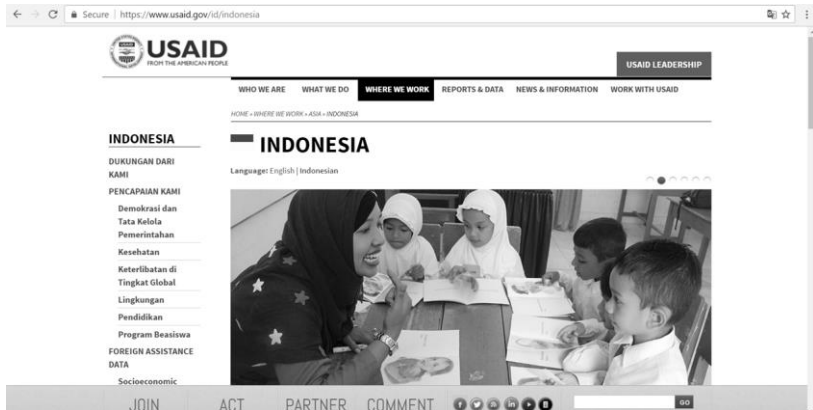 Secure | https://www.usaid.gov/id/indonesia
USAID
FROM THE AMERICAN PEOPLE
USAID LEADERSHIP
WHO WE ARE WHAT WE DO WHERE WE WORK REPORTS & DATA NEWS & INFORMATION WORK WITH USAID
HOME » WHERE WE WORK » ASIA » INDONESIA
INDONESIA
DUKUNGAN DARI
KAMI
PENCAPAIAN KAMI
Demokrasi dan
Tata Kelola
Pemerintahan
Kesehatan
Keterlibatan di
Tingkat Global
Lingkungan
Pendidikan
Program Beasiswa
FOREIGN ASSISTANCE
DATA
Socioeconomic
INDONESIA
Language: English | Indonesian
JOIN ACT PARTNER COMMENT
GO